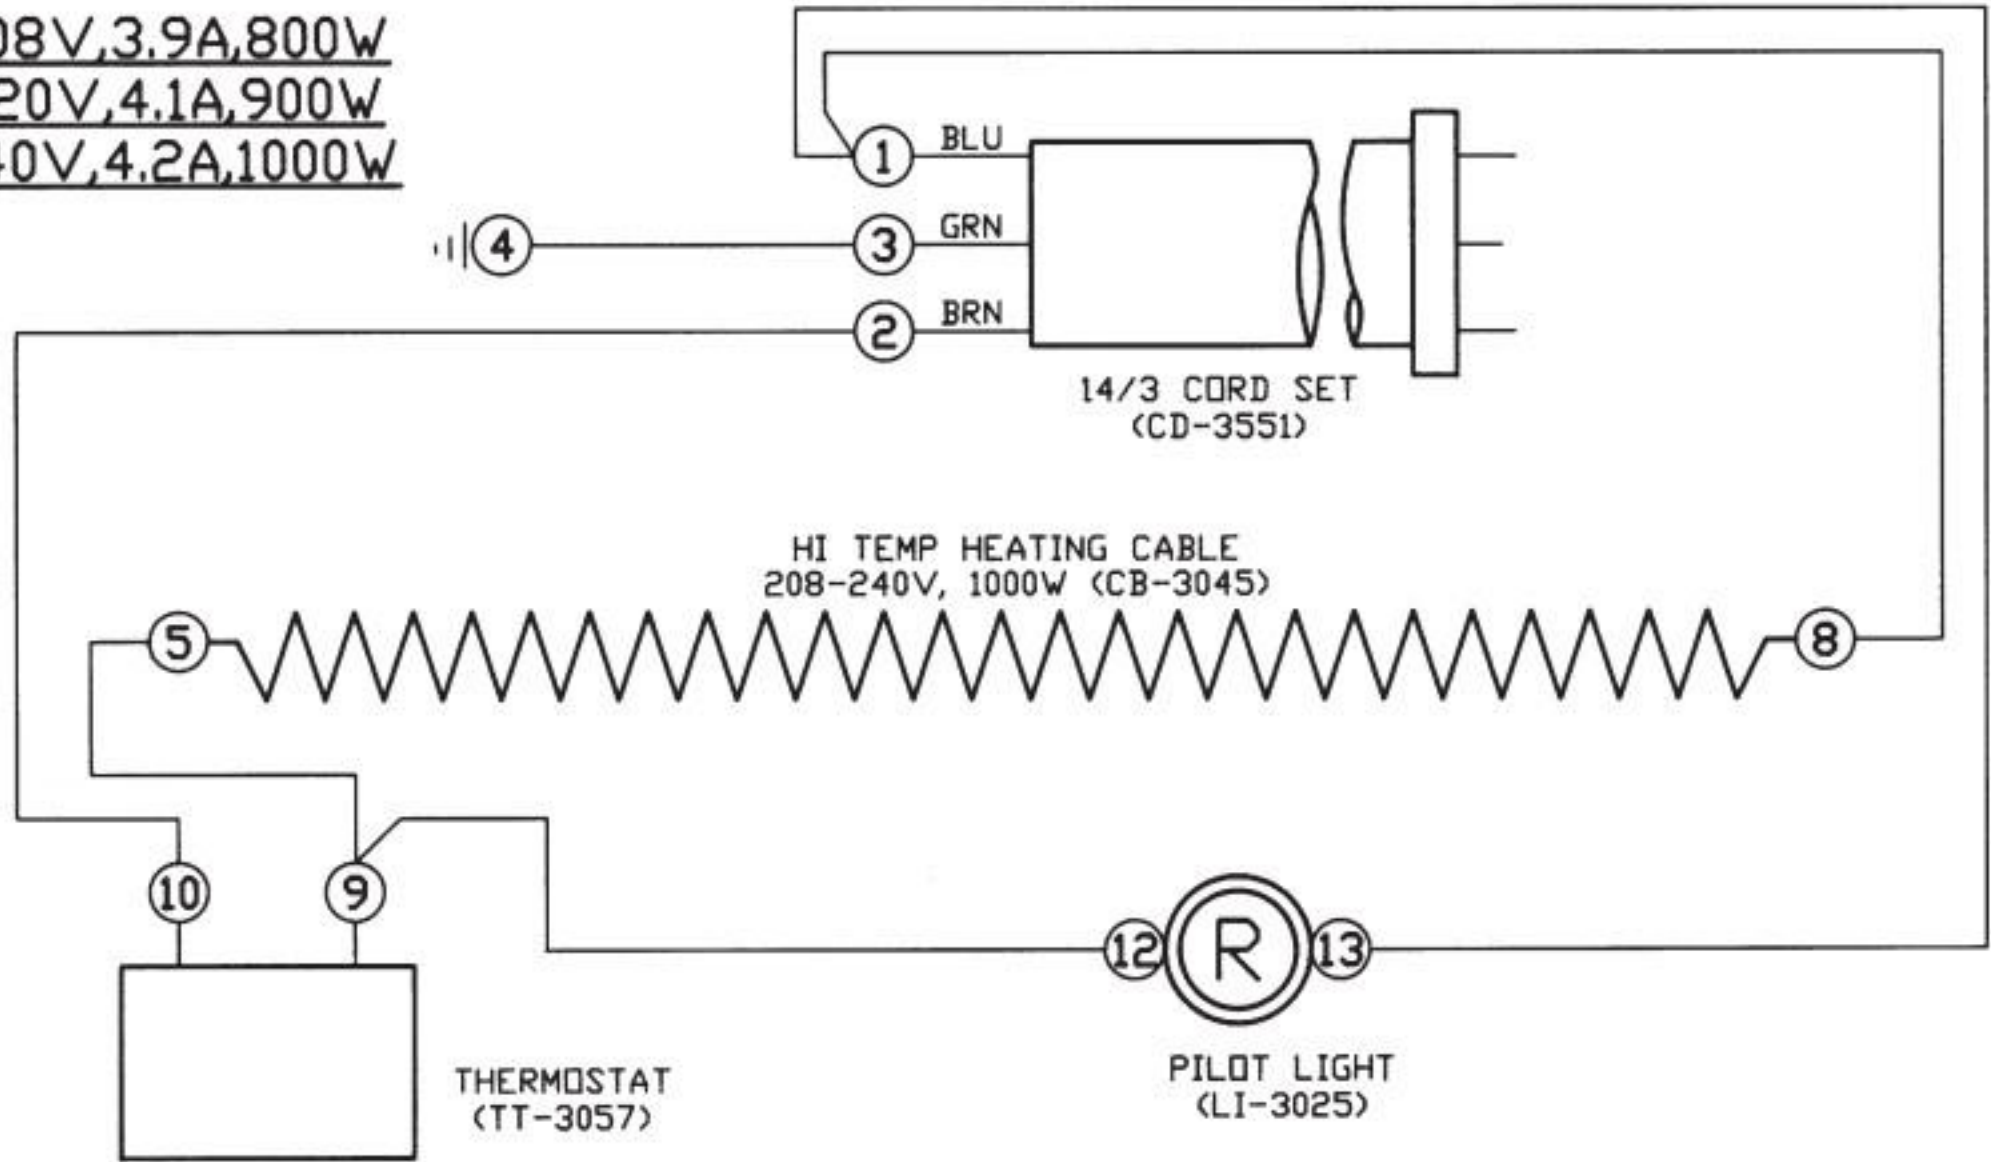 08V,3.9A,800W
20V,4.1A,900W
40V,4.2A,1000W
1
BLU
4
3
GRN
2
BRN
14/3 CORD SET
(CD-3551)
HI TEMP HEATING CABLE
208-240V, 1000W (CB-3045)
5
8
10
9
12
R
13
THERMOSTAT
(TT-3057)
PILOT LIGHT
(LI-3025)